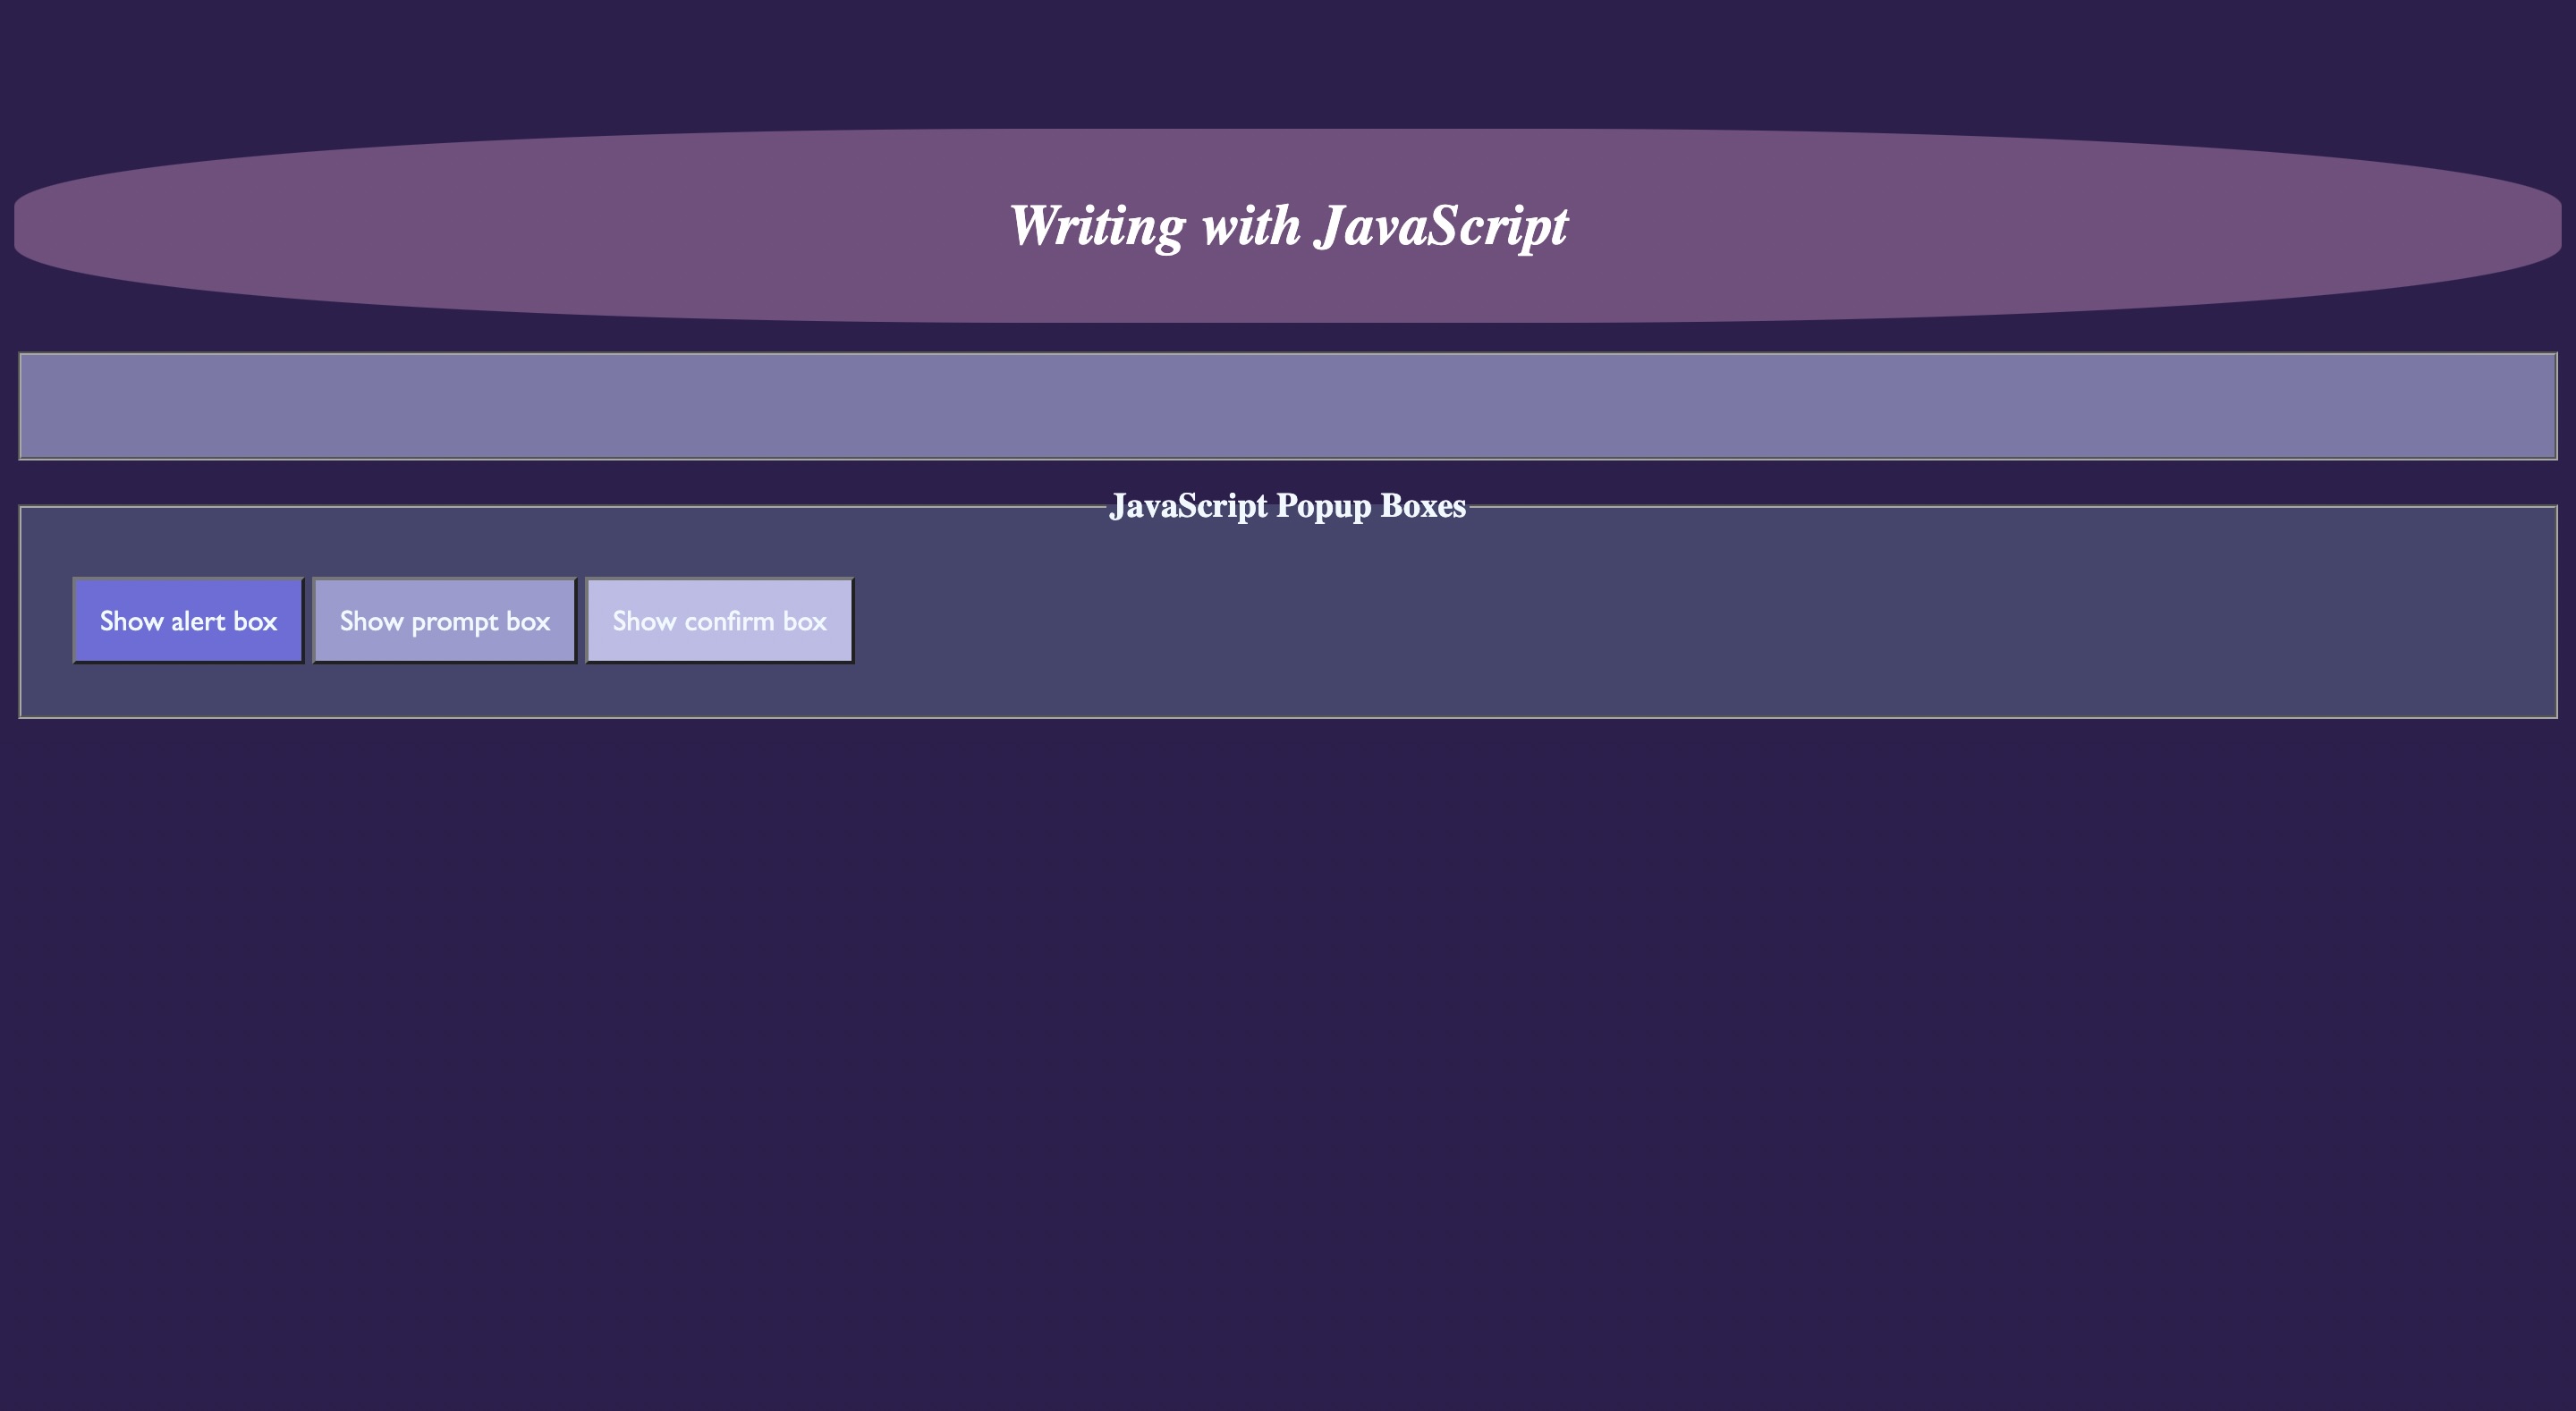 Writing with JavaScript
JavaScript Popup Boxes
Show alert box
Show prompt box
Show confirm box